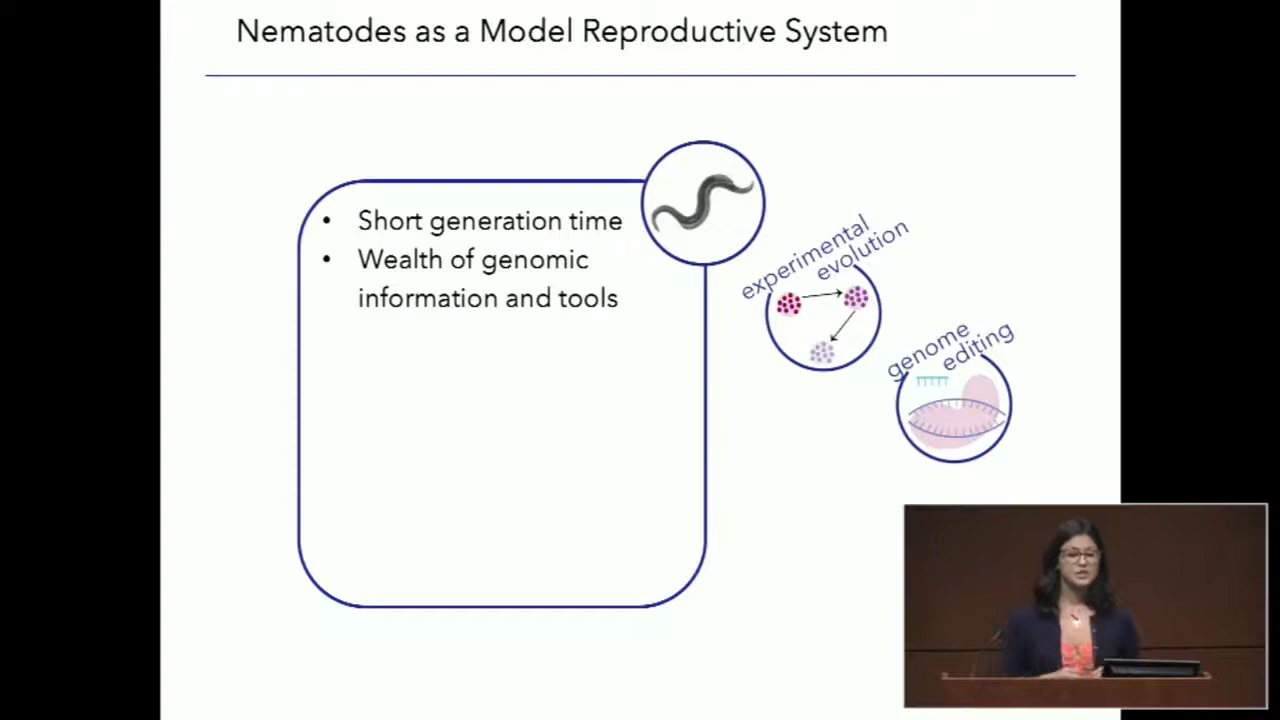 Nematodes as a Model Reproductive System
• Short generation time
• Wealth of genomic
information and tools
experimental
evolution
genome
editing